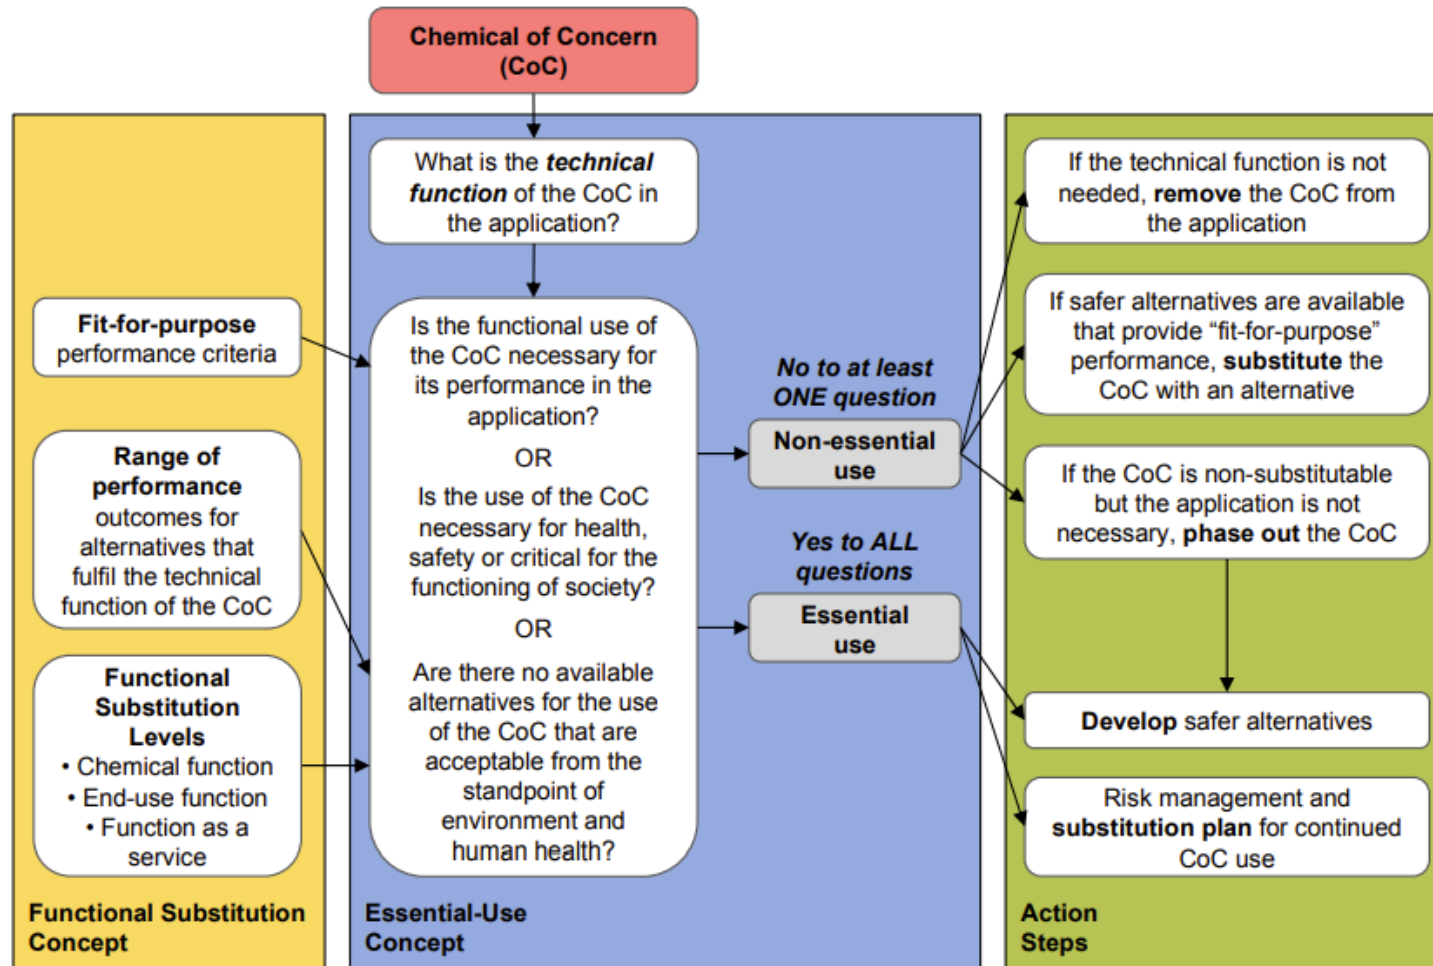 Chemical of Concern
(CoC)
What is the technical
function of the CoC in
the application?
Fit-for-purpose
performance criteria
Range of
performance
outcomes for
alternatives that
fulfil the technical
function of the CoC
Functional
Substitution
Levels
• Chemical function
• End-use function
• Function as a
service
Functional Substitution
Concept
Is the functional use of
the CoC necessary for
its performance in the
application?
OR
Is the use of the CoC
necessary for health,
safety or critical for the
functioning of society?
OR
Are there no available
alternatives for the use
of the CoC that are
acceptable from the
standpoint of
environment and
human health?
No to at least
ONE question
Non-essential
use
Yes to ALL
questions
Essential
use
Essential-Use
Concept
If the technical function is not
needed, remove the CoC from
the application
If safer alternatives are available
that provide “fit-for-purpose”
performance, substitute the
CoC with an alternative
If the CoC is non-substitutable
but the application is not
necessary, phase out the CoC
Develop safer alternatives
Risk management and
substitution plan for continued
CoC use
Action
Steps